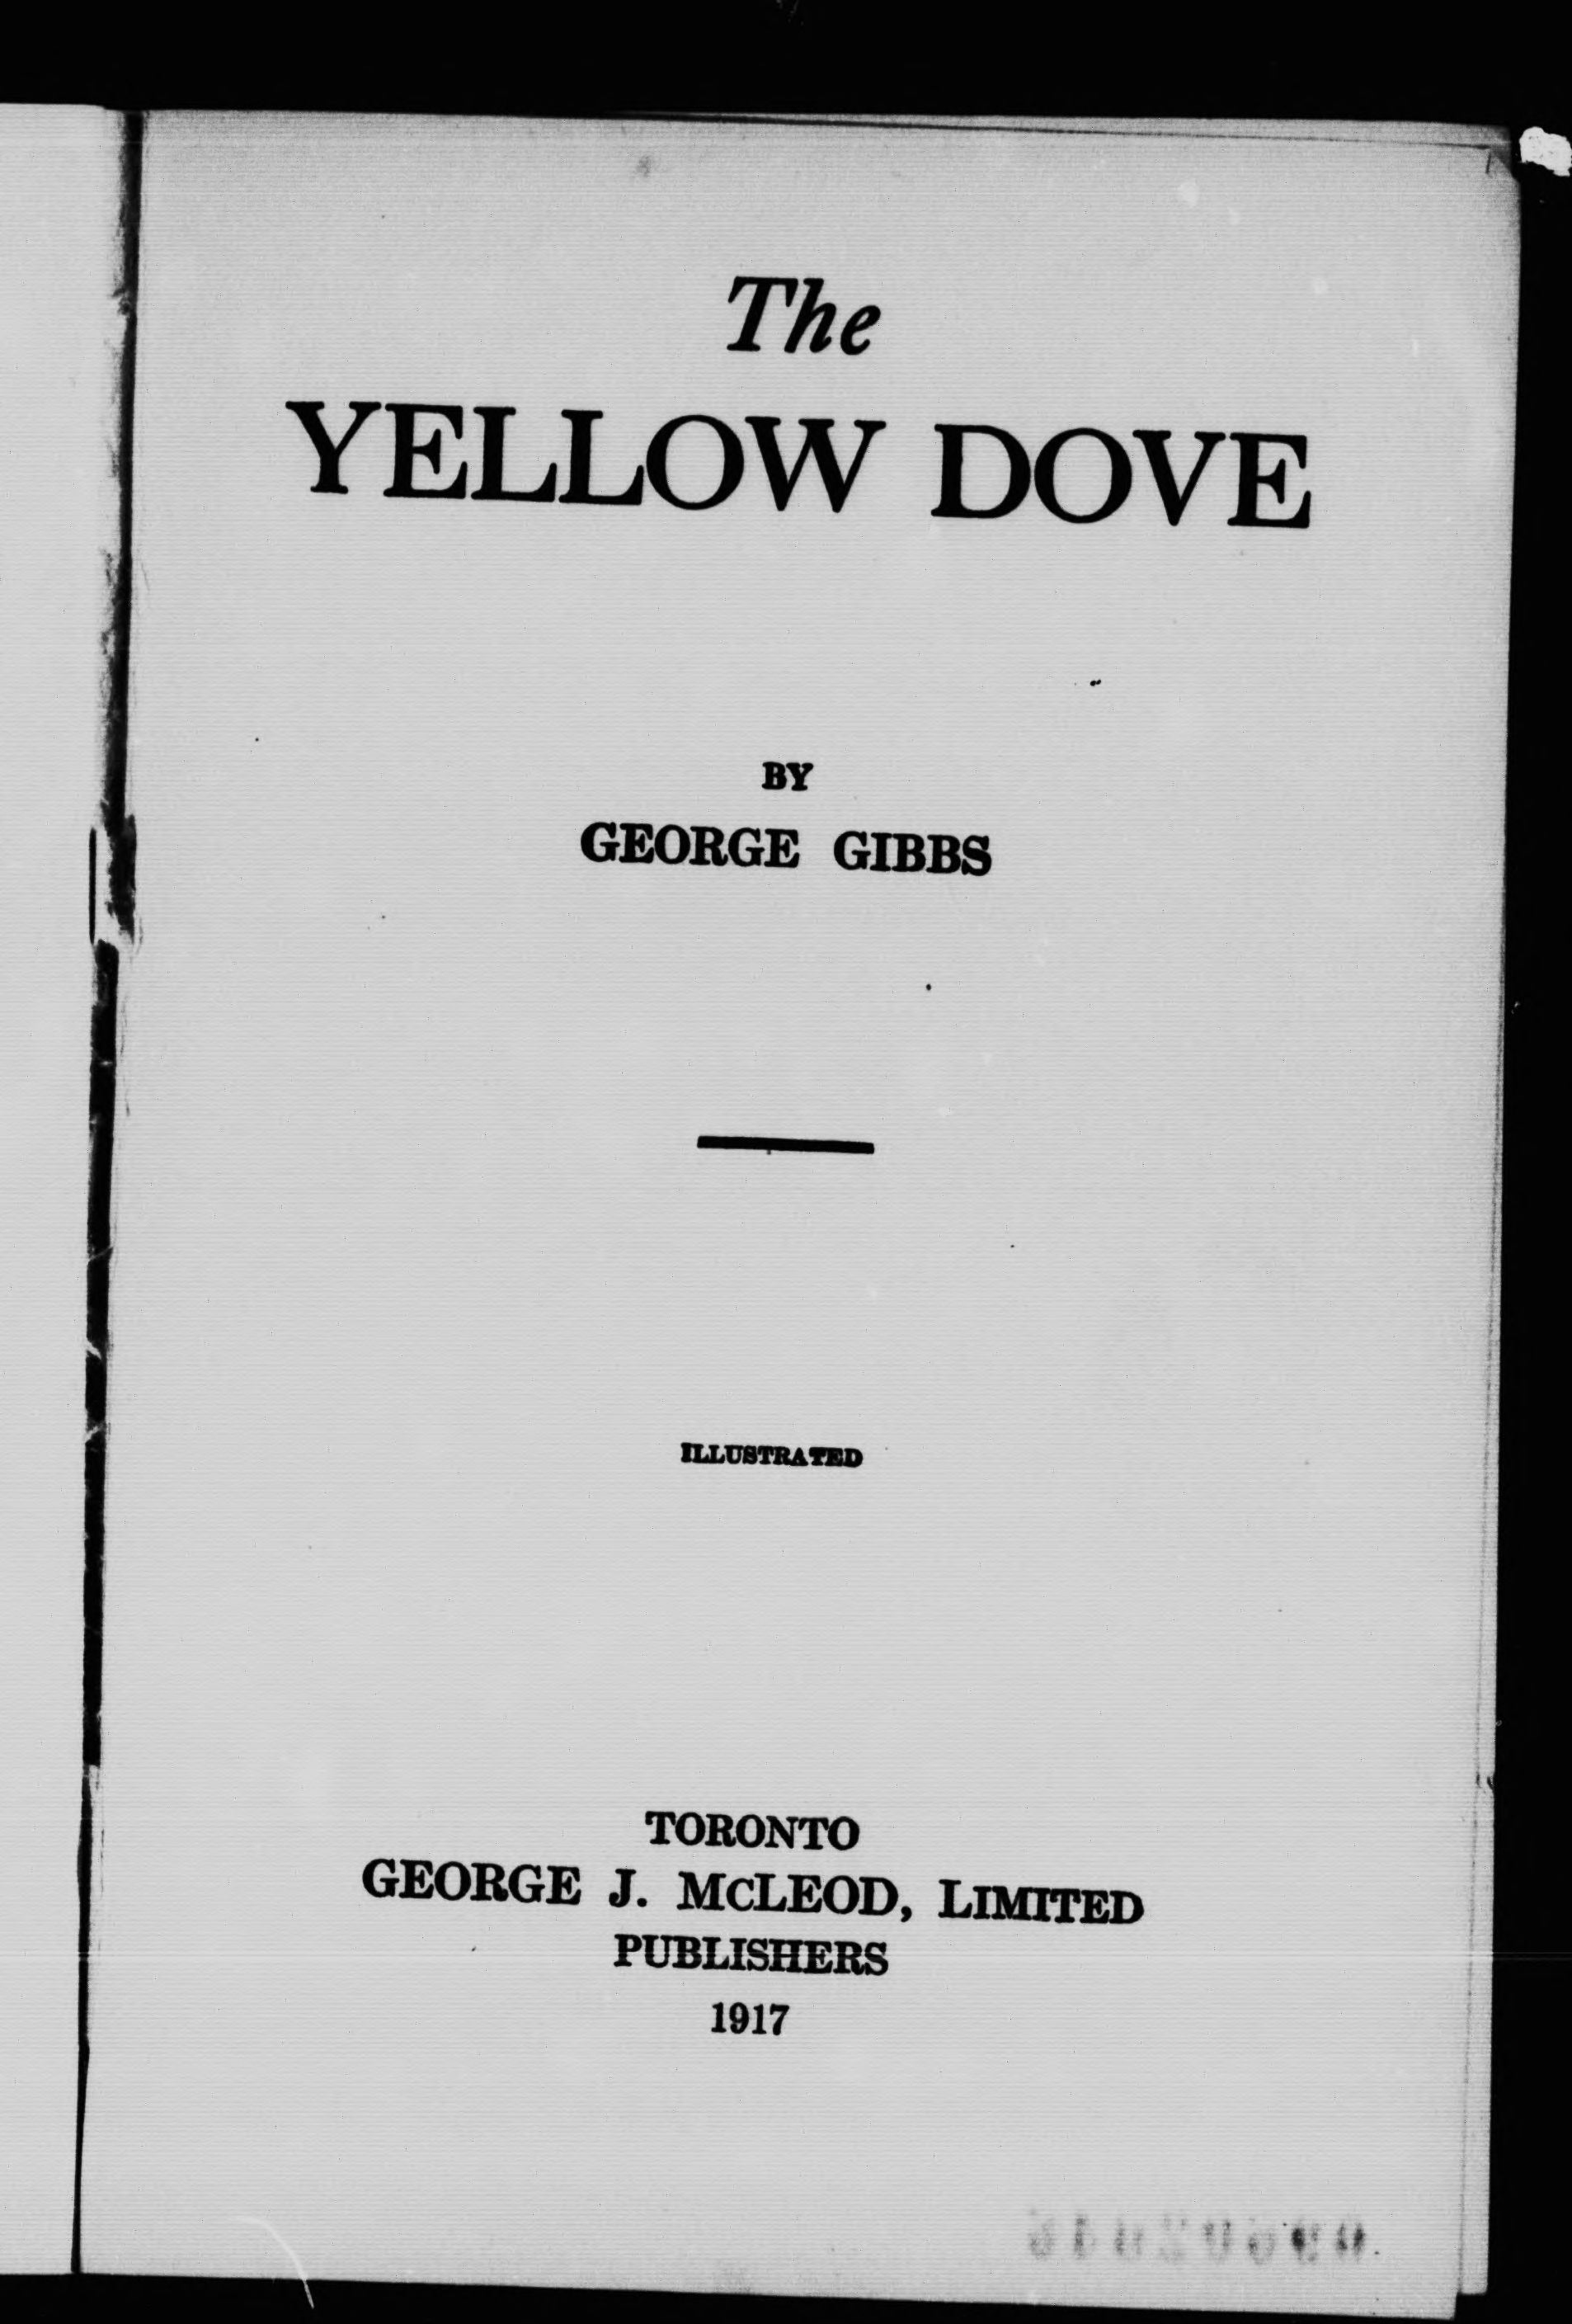 The
YELLOW DOVE
BY
GEORGE GIBBS
ILLUSTRATED
TORONTO
GEORGE J. McLEOD, LIMITED
PUBLISHERS
1917